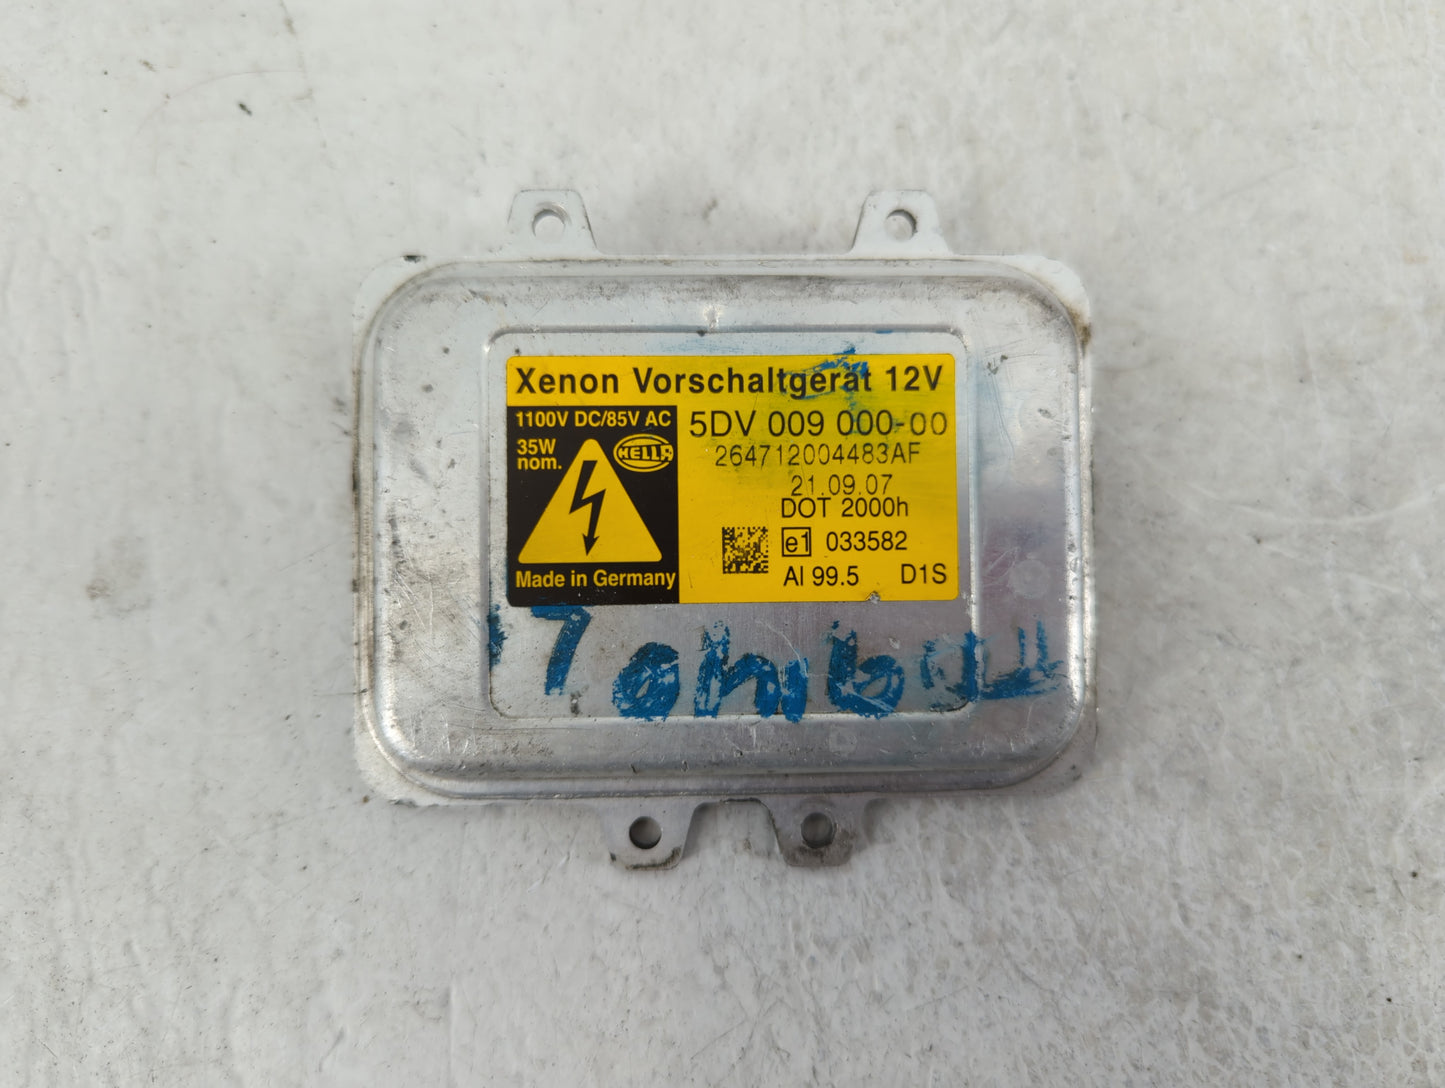 Xenon Vorschaltgerät 12V
1100V DC/85V AC
35W
nom.
HELLA
Made in Germany
5DV 009 000-00
264712004483AF
21.09.07
DOT 2000h
e1 033582
Al 99.5 D1S